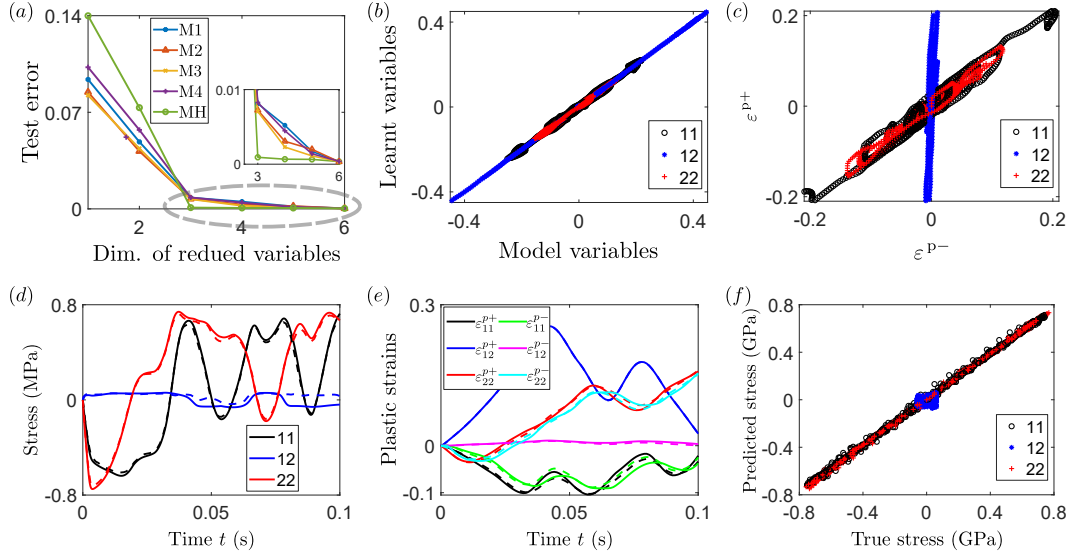 (a)
0.14
0.07
0
Test error
M1
M2
M3
M4
MH
0.01
0
3
6
2
4
6
Dim. of redued variables
(b)
0.4
0
-0.4
Learnt variables
11
12
22
-0.4
0
0.4
Model variables
(c)
0.2
0
-0.2
ε^{p+}
11
12
22
-0.2
0
0.2
ε^{p−}
(d)
0.8
0
-0.8
Stress (MPa)
11
12
22
0
0.05
0.1
Time t (s)
(e)
0.3
0
-0.1
Plastic strains
ε^{p+}_{11} ε^{p−}_{11}
ε^{p+}_{12} ε^{p−}_{12}
ε^{p+}_{22} ε^{p−}_{22}
0
0.05
0.1
Time t (s)
(f)
0.8
0.4
0
-0.4
-0.8
Predicted stress (GPa)
11
12
22
-0.8
-0.4
0
0.4
0.8
True stress (GPa)